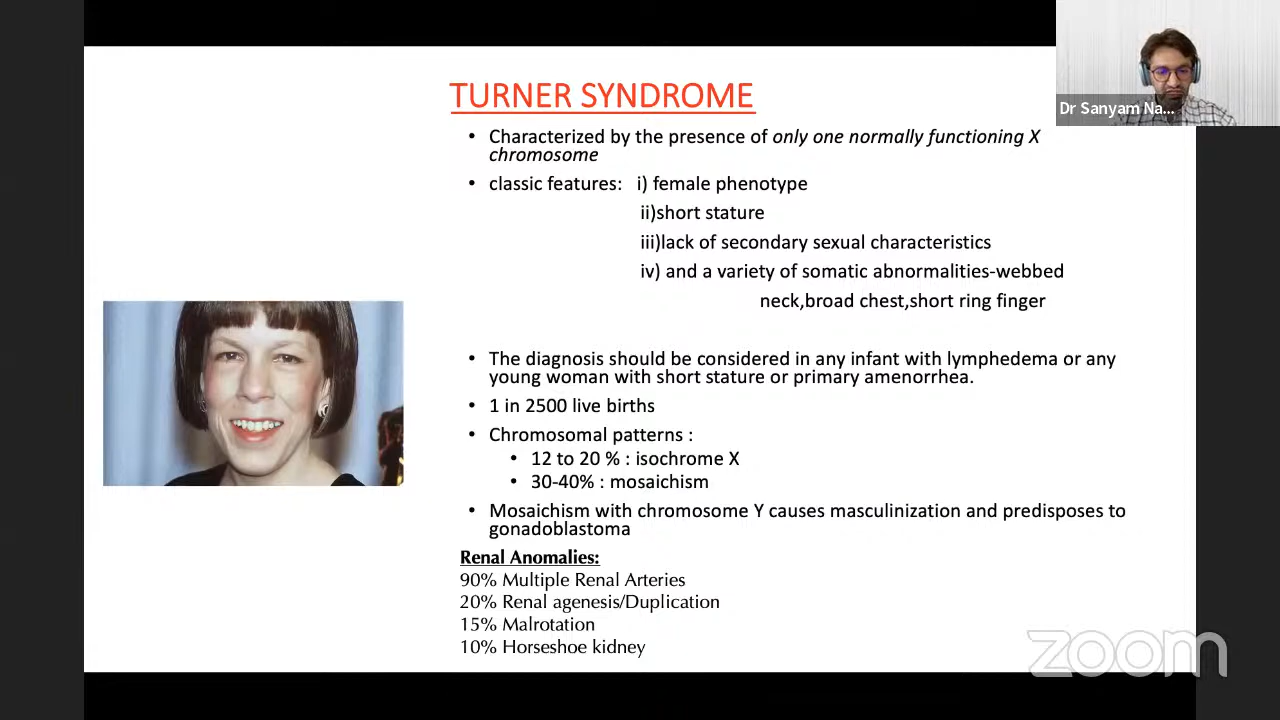 TURNER SYNDROME
Dr Sanyam Na...
• Characterized by the presence of only one normally functioning X
chromosome
• classic features: i) female phenotype
ii)short stature
iii)lack of secondary sexual characteristics
iv) and a variety of somatic abnormalities-webbed
neck,broad chest,short ring finger
• The diagnosis should be considered in any infant with lymphedema or any
young woman with short stature or primary amenorrhea.
• 1 in 2500 live births
• Chromosomal patterns :
• 12 to 20 % : isochrome X
• 30-40% : mosaichism
• Mosaichism with chromosome Y causes masculinization and predisposes to
gonadoblastoma
Renal Anomalies:
90% Multiple Renal Arteries
20% Renal agenesis/Duplication
15% Malrotation
10% Horseshoe kidney
zoom